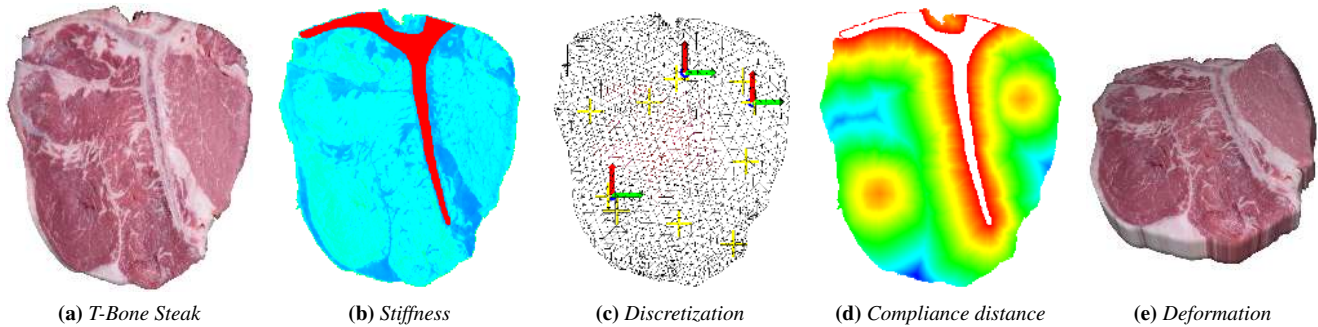 (a) T-Bone Steak
(b) Stiffness
(c) Discretization
(d) Compliance distance
(e) Deformation